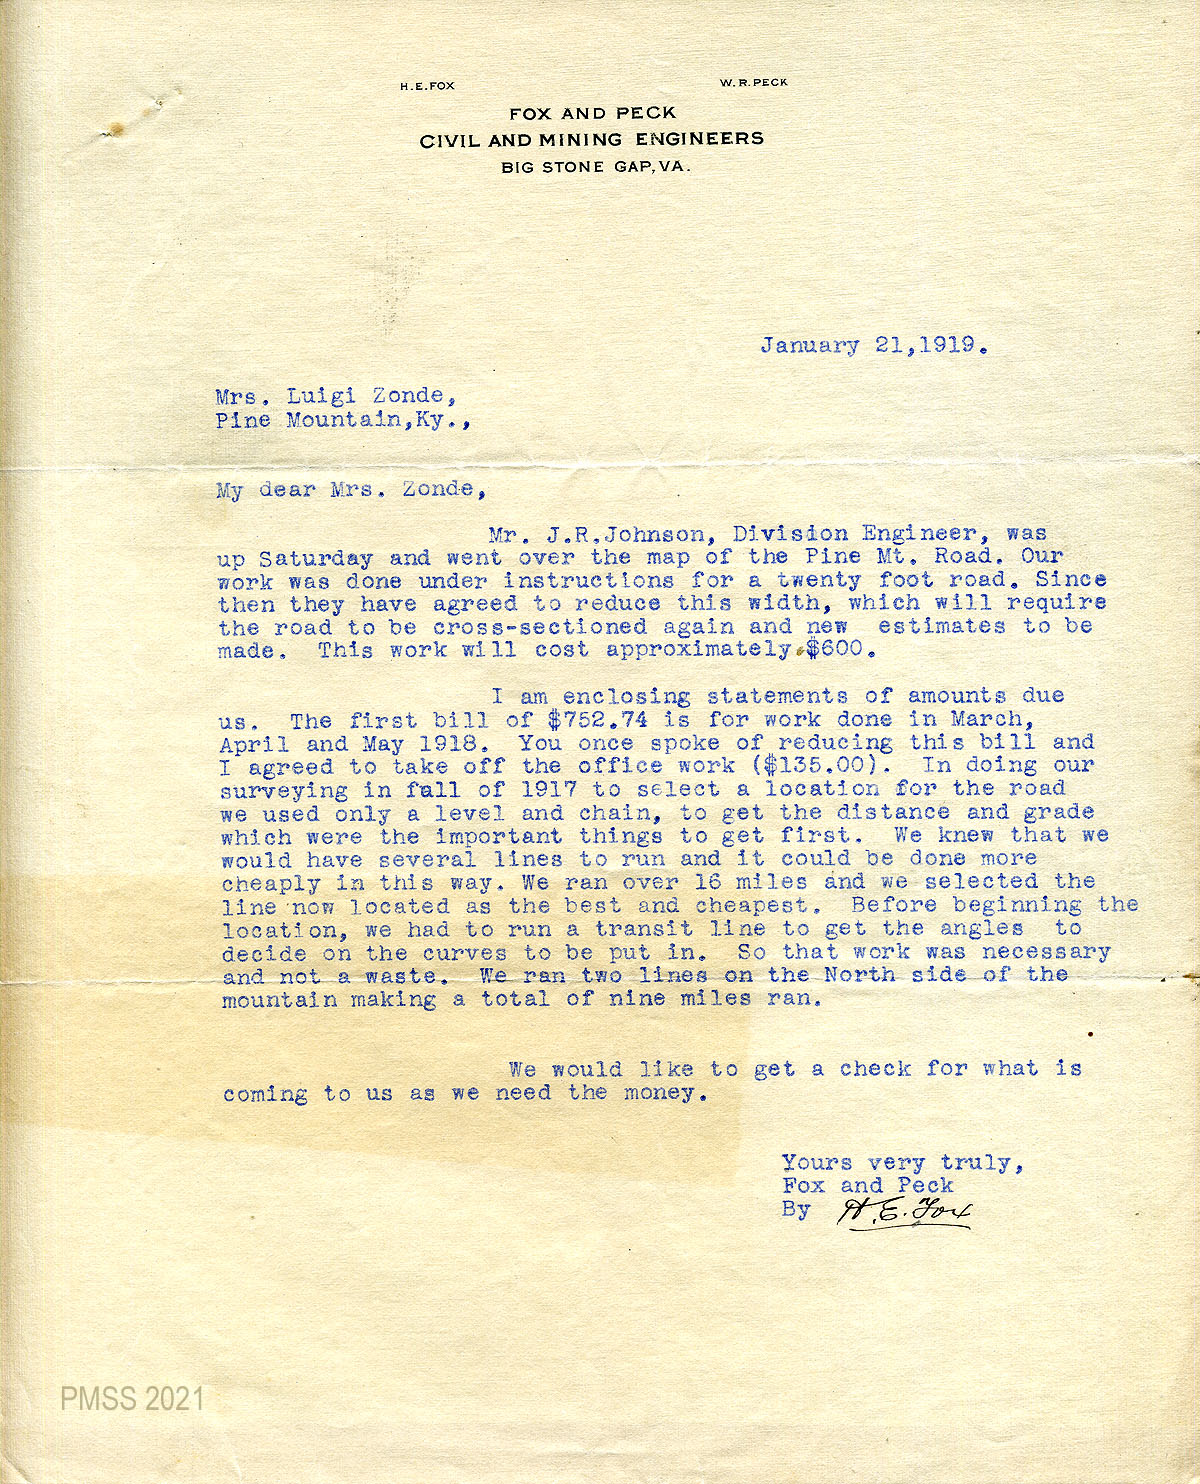 H.E.FOX W.R.PECK
FOX AND PECK
CIVIL AND MINING ENGINEERS
BIG STONE GAP,VA.
January 21,1919.
Mrs. Luigi Zonde,
Pine Mountain,Ky.,
My dear Mrs. Zonde,
Mr. J.R.Johnson, Division Engineer, was
up Saturday and went over the map of the Pine Mt. Road. Our
work was done under instructions for a twenty foot road. Since
then they have agreed to reduce this width, which will require
the road to be cross-sectioned again and new estimates to be
made. This work will cost approximately $600.
I am enclosing statements of amounts due
us. The first bill of $752.74 is for work done in March,
April and May 1918. You once spoke of reducing this bill and
I agreed to take off the office work ($135.00). In doing our
surveying in fall of 1917 to select a location for the road
we used only a level and chain, to get the distance and grade
which were the important things to get first. We knew that we
would have several lines to run and it could be done more
cheaply in this way. We ran over 16 miles and we selected the
line now located as the best and cheapest. Before beginning the
location, we had to run a transit line to get the angles to
decide on the curves to be put in. So that work was necessary
and not a waste. We ran two lines on the North side of the
mountain making a total of nine miles ran.
We would like to get a check for what is
coming to us as we need the money.
Yours very truly,
Fox and Peck
By H.E. Fox
PMSS 2021